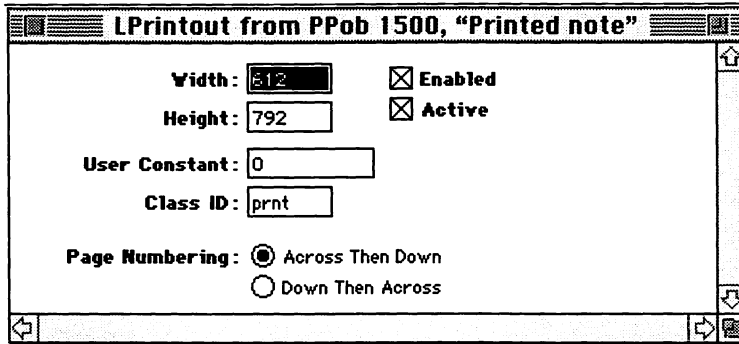 LPrintout from PPob 1500, “Printed note”
Width: 612
Enabled
Height: 792
Active
User Constant: 0
Class ID: prnt
Page Numbering: Across Then Down
Down Then Across